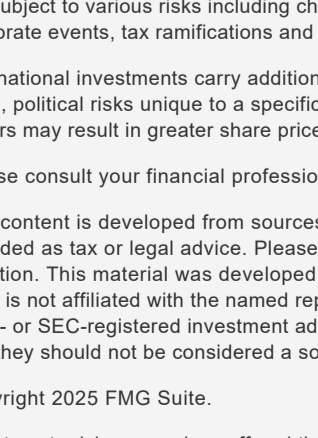 ubject to various risks including ch
orate events, tax ramifications and
national investments carry addition
, political risks unique to a specific
rs may result in greater share price
se consult your financial professio
content is developed from sources
ded as tax or legal advice. Please
tion. This material was developed
is not affiliated with the named rep
- or SEC-registered investment ad
they should not be considered a so
yright 2025 FMG Suite.